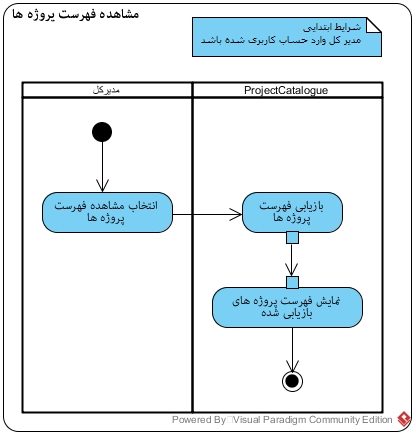 مشاهده فهرست پروژه ها
شرایط ابتدایی
مدیر کل وارد حساب کاربری شده باشد
مدیرکل
ProjectCatalogue
انتخاب مشاهده فهرست
پروژه ها
بازیابی فهرست
پروژه ها
نمایش فهرست پروژه های
بازیابی شده
Powered By Visual Paradigm Community Edition